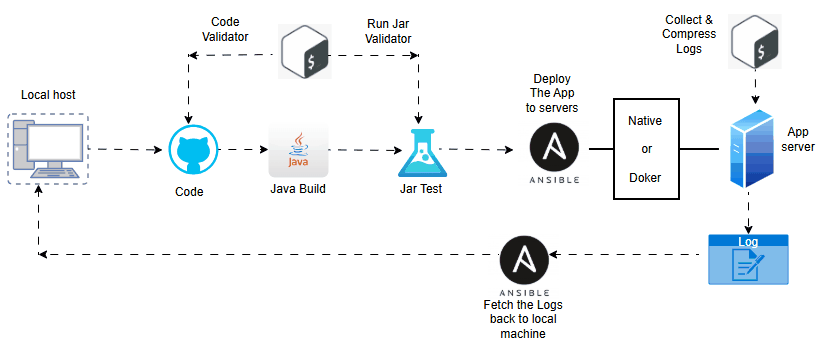 Code
Validator
Run Jar
Validator
Collect &
Compress
Logs
$
$
Local host
Deploy
The App
to servers
Native
or
Doker
App
server
Java
ANSIBLE
Code
Java Build
Jar Test
Log
ANSIBLE
Fetch the Logs
back to local
machine